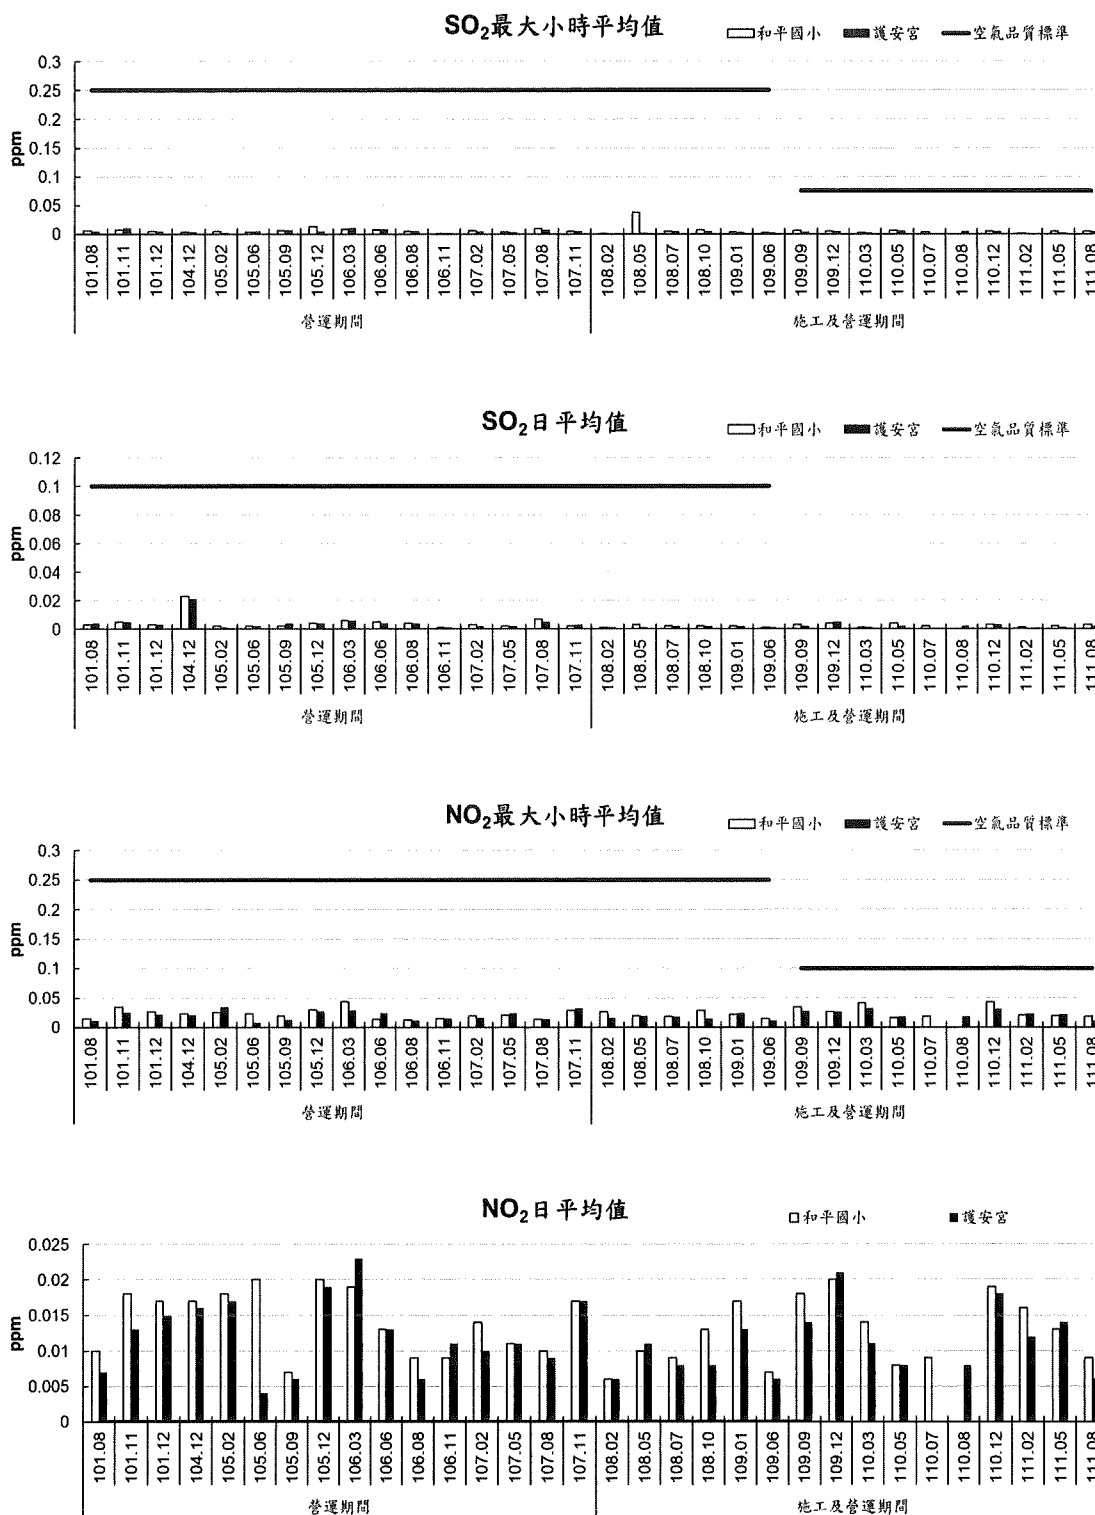 SO₂最大小時平均值
和平國小 護安宮 空氣品質標準
ppm
0.3
0.25
0.2
0.15
0.1
0.05
0
101.08 101.11 101.12 104.12 105.02 105.06 105.09 105.12 106.03 106.06 106.08 106.11 107.02 107.05 107.08 107.11 108.02 108.05 108.07 108.10 109.01 109.06 109.09 109.12 110.03 110.05 110.07 110.08 110.12 111.02 111.05 111.08
營運期間 施工及營運期間
SO₂日平均值
和平國小 護安宮 空氣品質標準
ppm
0.12
0.1
0.08
0.06
0.04
0.02
0
101.08 101.11 101.12 104.12 105.02 105.06 105.09 105.12 106.03 106.06 106.08 106.11 107.02 107.05 107.08 107.11 108.02 108.05 108.07 108.10 109.01 109.06 109.09 109.12 110.03 110.05 110.07 110.08 110.12 111.02 111.05 111.08
營運期間 施工及營運期間
NO₂最大小時平均值
和平國小 護安宮 空氣品質標準
ppm
0.3
0.25
0.2
0.15
0.1
0.05
0
101.08 101.11 101.12 104.12 105.02 105.06 105.09 105.12 106.03 106.06 106.08 106.11 107.02 107.05 107.08 107.11 108.02 108.05 108.07 108.10 109.01 109.06 109.09 109.12 110.03 110.05 110.07 110.08 110.12 111.02 111.05 111.08
營運期間 施工及營運期間
NO₂日平均值
和平國小 護安宮
ppm
0.025
0.02
0.015
0.01
0.005
0
101.08 101.11 101.12 104.12 105.02 105.06 105.09 105.12 106.03 106.06 106.08 106.11 107.02 107.05 107.08 107.11 108.02 108.05 108.07 108.10 109.01 109.06 109.09 109.12 110.03 110.05 110.07 110.08 110.12 111.02 111.05 111.08
營運期間 施工及營運期間